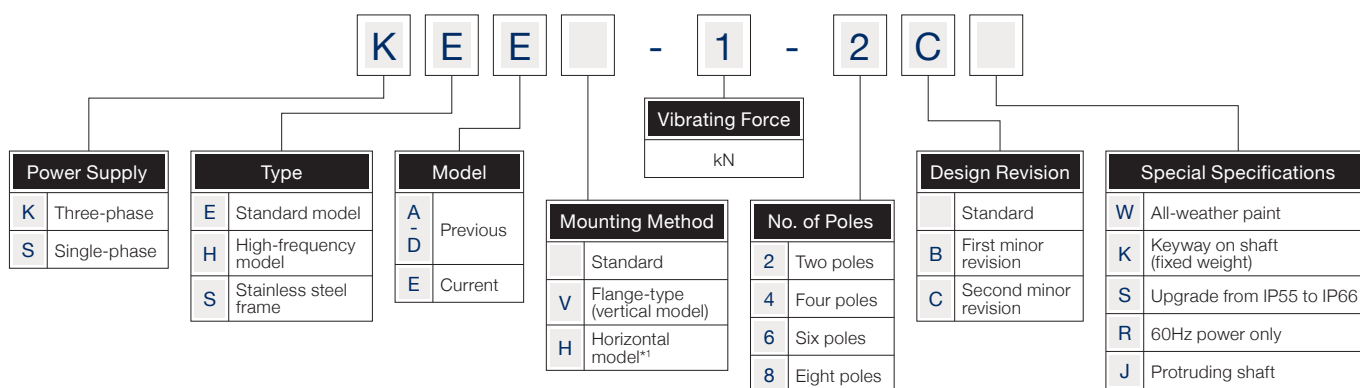 K E E - 1 - 2 C
Vibrating Force
kN
Power Supply
K Three-phase
S Single-phase
Type
E Standard model
H High-frequency
model
S Stainless steel
frame
Model
A
-
D
Previous
E Current
Mounting Method
Standard
V Flange-type
(vertical model)
H Horizontal
model*1
No. of Poles
2 Two poles
4 Four poles
6 Six poles
8 Eight poles
Design Revision
Standard
B First minor
revision
C Second minor
revision
Special Specifications
W All-weather paint
K Keyway on shaft
(fixed weight)
S Upgrade from IP55 to IP66
R 60Hz power only
J Protruding shaft